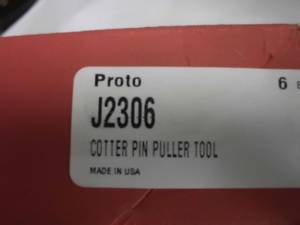 Proto 6
J2306
COTTER PIN PULLER TOOL
MADE IN USA